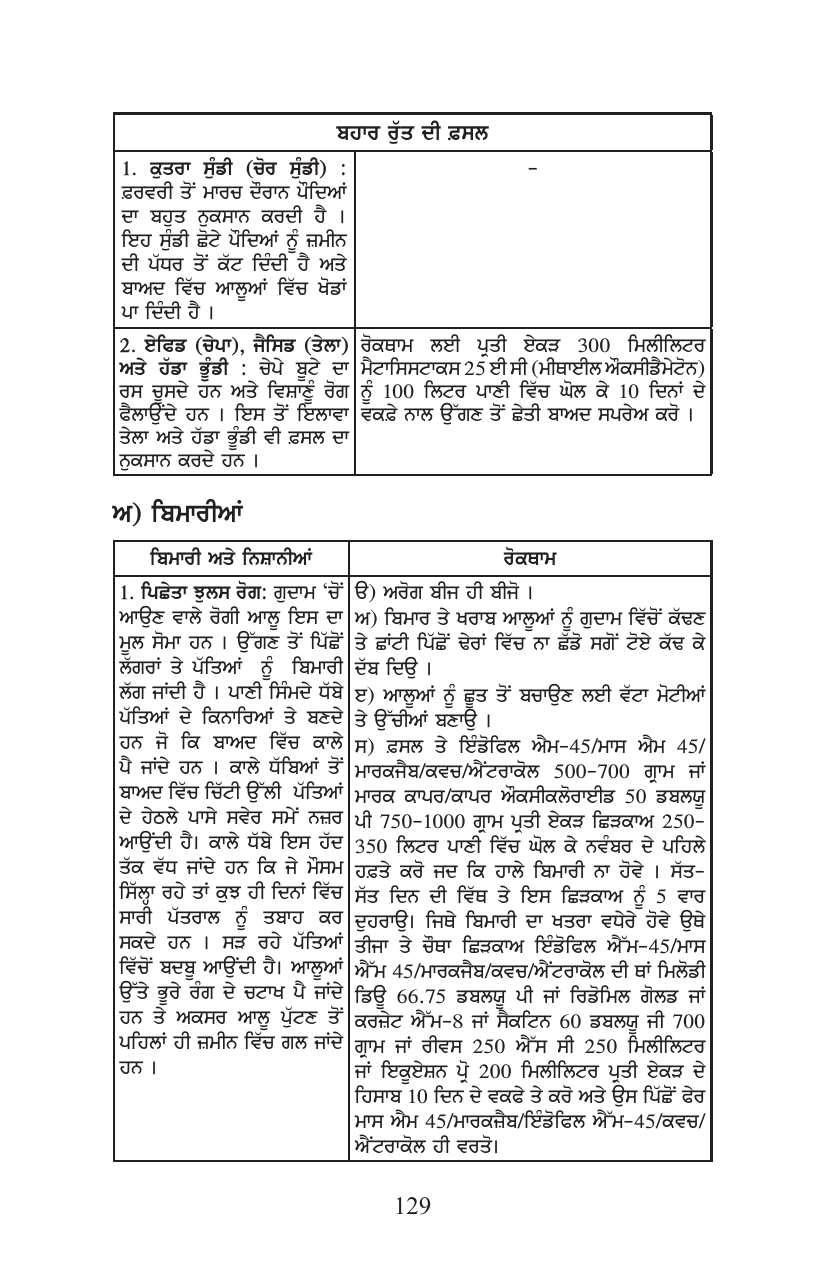 ਬਹਾਰ ਰੁੱਤ ਦੀ ਫ਼ਸਲ
1. ਕੁਤਰਾ ਸੁੰਡੀ (ਚੋਰ ਸੁੰਡੀ) :
ਫ਼ਰਵਰੀ ਤੋਂ ਮਾਰਚ ਦੌਰਾਨ ਪੌਦਿਆਂ
ਦਾ ਬਹੁਤ ਨੁਕਸਾਨ ਕਰਦੀ ਹੈ ।
ਇਹ ਸੁੰਡੀ ਛੋਟੇ ਪੌਦਿਆਂ ਨੂੰ ਜ਼ਮੀਨ
ਦੀ ਪੱਧਰ ਤੋਂ ਕੱਟ ਦਿੰਦੀ ਹੈ ਅਤੇ
ਬਾਅਦ ਵਿੱਚ ਆਲੂਆਂ ਵਿੱਚ ਖੋਡਾਂ
ਪਾ ਦਿੰਦੀ ਹੈ ।
-
2. ਏਫਿਡ (ਚੇਪਾ), ਜੈਸਿਡ (ਤੇਲਾ)
ਅਤੇ ਹੱਡਾ ਭੂੰਡੀ : ਚੇਪੇ ਬੂਟੇ ਦਾ
ਰਸ ਚੂਸਦੇ ਹਨ ਅਤੇ ਵਿਸ਼ਾਣੂੰ ਰੋਗ
ਫੈਲਾਉਂਦੇ ਹਨ । ਇਸ ਤੋਂ ਇਲਾਵਾ
ਤੇਲਾ ਅਤੇ ਹੱਡਾ ਭੂੰਡੀ ਵੀ ਫ਼ਸਲ ਦਾ
ਨੁਕਸਾਨ ਕਰਦੇ ਹਨ ।
ਰੋਕਥਾਮ ਲਈ ਪ੍ਰਤੀ ਏਕੜ 300 ਮਿਲੀਲਿਟਰ
ਮੈਟਾਸਿਸਟਾਕਸ 25 ਈ ਸੀ (ਮੀਥਾਈਲ ਔਕਸੀਡੈਮੇਟੋਨ)
ਨੂੰ 100 ਲਿਟਰ ਪਾਣੀ ਵਿੱਚ ਘੋਲ ਕੇ 10 ਦਿਨਾਂ ਦੇ
ਵਕਫ਼ੇ ਨਾਲ ਉੱਗਣ ਤੋਂ ਛੇਤੀ ਬਾਅਦ ਸਪਰੇਅ ਕਰੋ ।
ਅ) ਬਿਮਾਰੀਆਂ
ਬਿਮਾਰੀ ਅਤੇ ਨਿਸ਼ਾਨੀਆਂ
ਰੋਕਥਾਮ
1. ਪਿਛੇਤਾ ਝੁਲਸ ਰੋਗ: ਗੁਦਾਮ 'ਚੋਂ
ਆਉਣ ਵਾਲੇ ਰੋਗੀ ਆਲੂ ਇਸ ਦਾ
ਮੂਲ ਸੋਮਾ ਹਨ । ਉੱਗਣ ਤੋਂ ਪਿੱਛੋਂ
ਲੱਗਰਾਂ ਤੇ ਪੱਤਿਆਂ ਨੂੰ ਬਿਮਾਰੀ
ਲੱਗ ਜਾਂਦੀ ਹੈ । ਪਾਣੀ ਸਿੰਮਦੇ ਧੱਬੇ
ਪੱਤਿਆਂ ਦੇ ਕਿਨਾਰਿਆਂ ਤੇ ਬਣਦੇ
ਹਨ ਜੋ ਕਿ ਬਾਅਦ ਵਿੱਚ ਕਾਲੇ
ਪੈ ਜਾਂਦੇ ਹਨ । ਕਾਲੇ ਧੱਬਿਆਂ ਤੋਂ
ਬਾਅਦ ਵਿੱਚ ਚਿੱਟੀ ਉੱਲੀ ਪੱਤਿਆਂ
ਦੇ ਹੇਠਲੇ ਪਾਸੇ ਸਵੇਰ ਸਮੇਂ ਨਜ਼ਰ
ਆਉਂਦੀ ਹੈ। ਕਾਲੇ ਧੱਬੇ ਇਸ ਹੱਦ
ਤੱਕ ਵੱਧ ਜਾਂਦੇ ਹਨ ਕਿ ਜੇ ਮੌਸਮ
ਸਿੱਲ੍ਹਾ ਰਹੇ ਤਾਂ ਕੁਝ ਹੀ ਦਿਨਾਂ ਵਿੱਚ
ਸਾਰੀ ਪੱਤਰਾਲ ਨੂੰ ਤਬਾਹ ਕਰ
ਸਕਦੇ ਹਨ । ਸੜ ਰਹੇ ਪੱਤਿਆਂ
ਵਿੱਚੋਂ ਬਦਬੂ ਆਉਂਦੀ ਹੈ। ਆਲੂਆਂ
ਉੱਤੇ ਭੂਰੇ ਰੰਗ ਦੇ ਚਟਾਖ ਪੈ ਜਾਂਦੇ
ਹਨ ਤੇ ਅਕਸਰ ਆਲੂ ਪੁੱਟਣ ਤੋਂ
ਪਹਿਲਾਂ ਹੀ ਜ਼ਮੀਨ ਵਿੱਚ ਗਲ ਜਾਂਦੇ
ਹਨ ।
ੳ) ਅਰੋਗ ਬੀਜ ਹੀ ਬੀਜੋ ।
ਅ) ਬਿਮਾਰ ਤੇ ਖਰਾਬ ਆਲੂਆਂ ਨੂੰ ਗੁਦਾਮ ਵਿੱਚੋਂ ਕੱਢਣ
ਤੇ ਛਾਂਟੀ ਪਿੱਛੋਂ ਢੇਰਾਂ ਵਿੱਚ ਨਾ ਛੱਡੋ ਸਗੋਂ ਟੋਏ ਕੱਢ ਕੇ
ਦੱਬ ਦਿਉ ।
ੲ) ਆਲੂਆਂ ਨੂੰ ਛੂਤ ਤੋਂ ਬਚਾਉਣ ਲਈ ਵੱਟਾ ਮੋਟੀਆਂ
ਤੇ ਉੱਚੀਆਂ ਬਣਾਉ ।
ਸ) ਫ਼ਸਲ ਤੇ ਇੰਡੋਫਿਲ ਐਮ-45/ਮਾਸ ਐਮ 45/
ਮਾਰਕਜੈਬ/ਕਵਚ/ਐਂਟਰਾਕੋਲ 500-700 ਗ੍ਰਾਮ ਜਾਂ
ਮਾਰਕ ਕਾਪਰ/ਕਾਪਰ ਔਕਸੀਕਲੋਰਾਈਡ 50 ਡਬਲਯੂ
ਪੀ 750-1000 ਗ੍ਰਾਮ ਪ੍ਰਤੀ ਏਕੜ ਛਿੜਕਾਅ 250-
350 ਲਿਟਰ ਪਾਣੀ ਵਿੱਚ ਘੋਲ ਕੇ ਨਵੰਬਰ ਦੇ ਪਹਿਲੇ
ਹਫ਼ਤੇ ਕਰੋ ਜਦ ਕਿ ਹਾਲੇ ਬਿਮਾਰੀ ਨਾ ਹੋਵੇ । ਸੱਤ-
ਸੱਤ ਦਿਨ ਦੀ ਵਿੱਥ ਤੇ ਇਸ ਛਿੜਕਾਅ ਨੂੰ 5 ਵਾਰ
ਦੁਹਰਾਉ। ਜਿਥੇ ਬਿਮਾਰੀ ਦਾ ਖਤਰਾ ਵਧੇਰੇ ਹੋਵੇ ਉਥੇ
ਤੀਜਾ ਤੇ ਚੌਥਾ ਛਿੜਕਾਅ ਇੰਡੋਫਿਲ ਐੱਮ-45/ਮਾਸ
ਐੱਮ 45/ਮਾਰਕਜੈਬ/ਕਵਚ/ਐਂਟਰਾਕੋਲ ਦੀ ਥਾਂ ਮਿਲੋਡੀ
ਡਿਊ 66.75 ਡਬਲਯੂ ਪੀ ਜਾਂ ਰਿਡੋਮਿਲ ਗੋਲਡ ਜਾਂ
ਕਰਜ਼ੇਟ ਐੱਮ-8 ਜਾਂ ਸੈਕਟਿਨ 60 ਡਬਲਯੂ ਜੀ 700
ਗ੍ਰਾਮ ਜਾਂ ਰੀਵਸ 250 ਐੱਸ ਸੀ 250 ਮਿਲੀਲਿਟਰ
ਜਾਂ ਇਕੂਏਸ਼ਨ ਪ੍ਰੋ 200 ਮਿਲੀਲਿਟਰ ਪ੍ਰਤੀ ਏਕੜ ਦੇ
ਹਿਸਾਬ 10 ਦਿਨ ਦੇ ਵਕਫੇ ਤੇ ਕਰੋ ਅਤੇ ਉਸ ਪਿੱਛੋਂ ਫੇਰ
ਮਾਸ ਐਮ 45/ਮਾਰਕਜ਼ੈਬ/ਇੰਡੋਫਿਲ ਐੱਮ-45/ਕਵਚ/
ਐਂਟਰਾਕੋਲ ਹੀ ਵਰਤੋ।
129